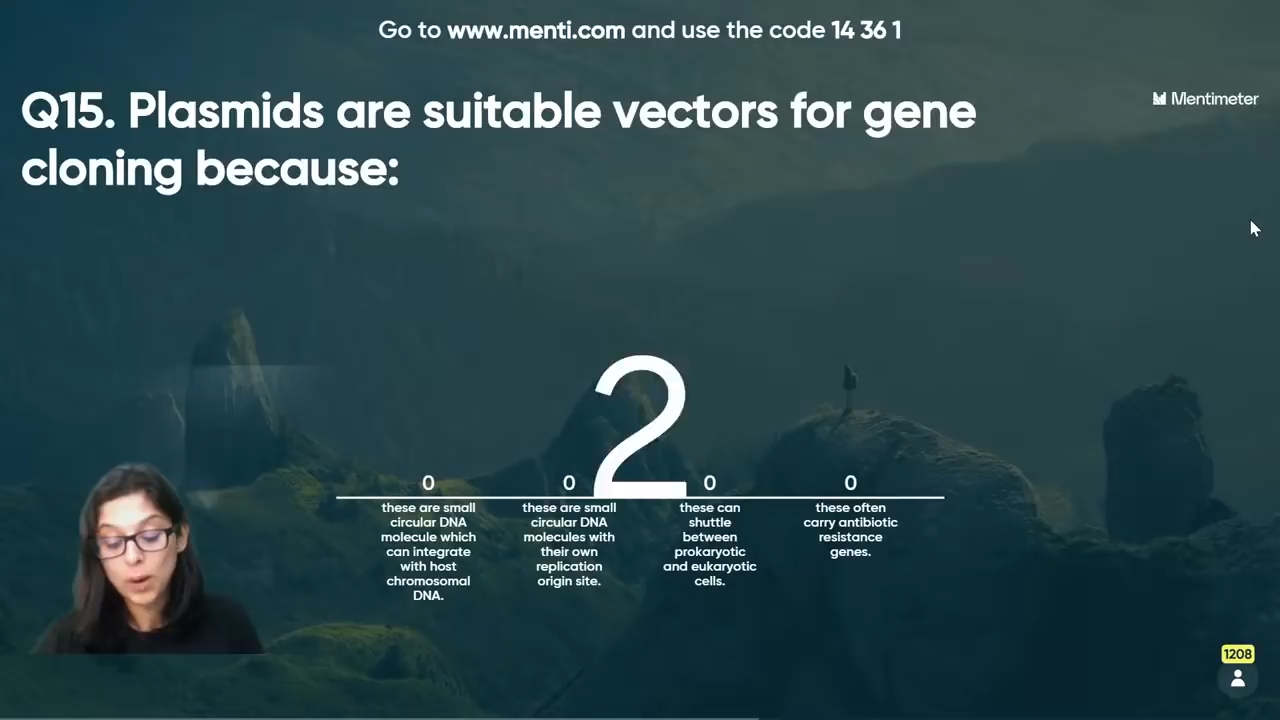 Go to www.menti.com and use the code 14 36 1
Q15. Plasmids are suitable vectors for gene
cloning because:
Mentimeter
2
0
these are small
circular DNA
molecule which
can integrate
with host
chromosomal
DNA.
0
these are small
circular DNA
molecules with
their own
replication
origin site.
0
these can
shuttle
between
prokaryotic
and eukaryotic
cells.
0
these often
carry antibiotic
resistance
genes.
1208